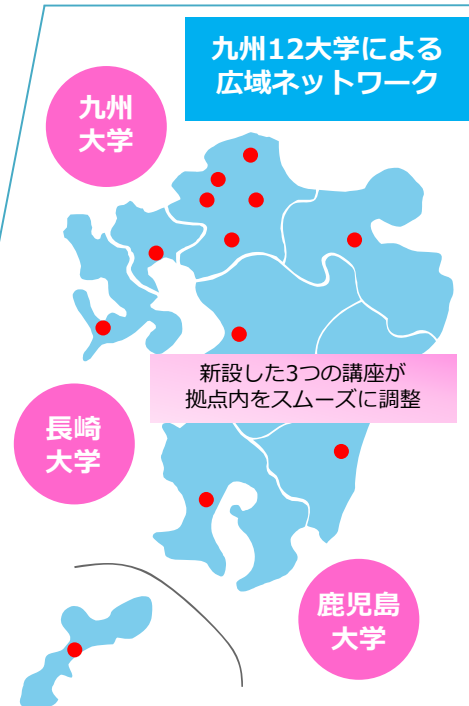 九州12大学による
広域ネットワーク
九州
大学
新設した3つの講座が
拠点内をスムーズに調整
長崎
大学
鹿児島
大学